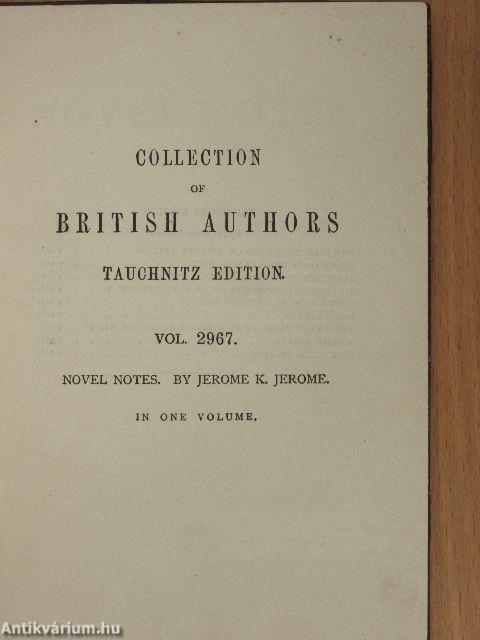 COLLECTION
OF
BRITISH AUTHORS
TAUCHNITZ EDITION.
VOL. 2967.
NOVEL NOTES. BY JEROME K. JEROME.
IN ONE VOLUME.
Antikvárium.hu